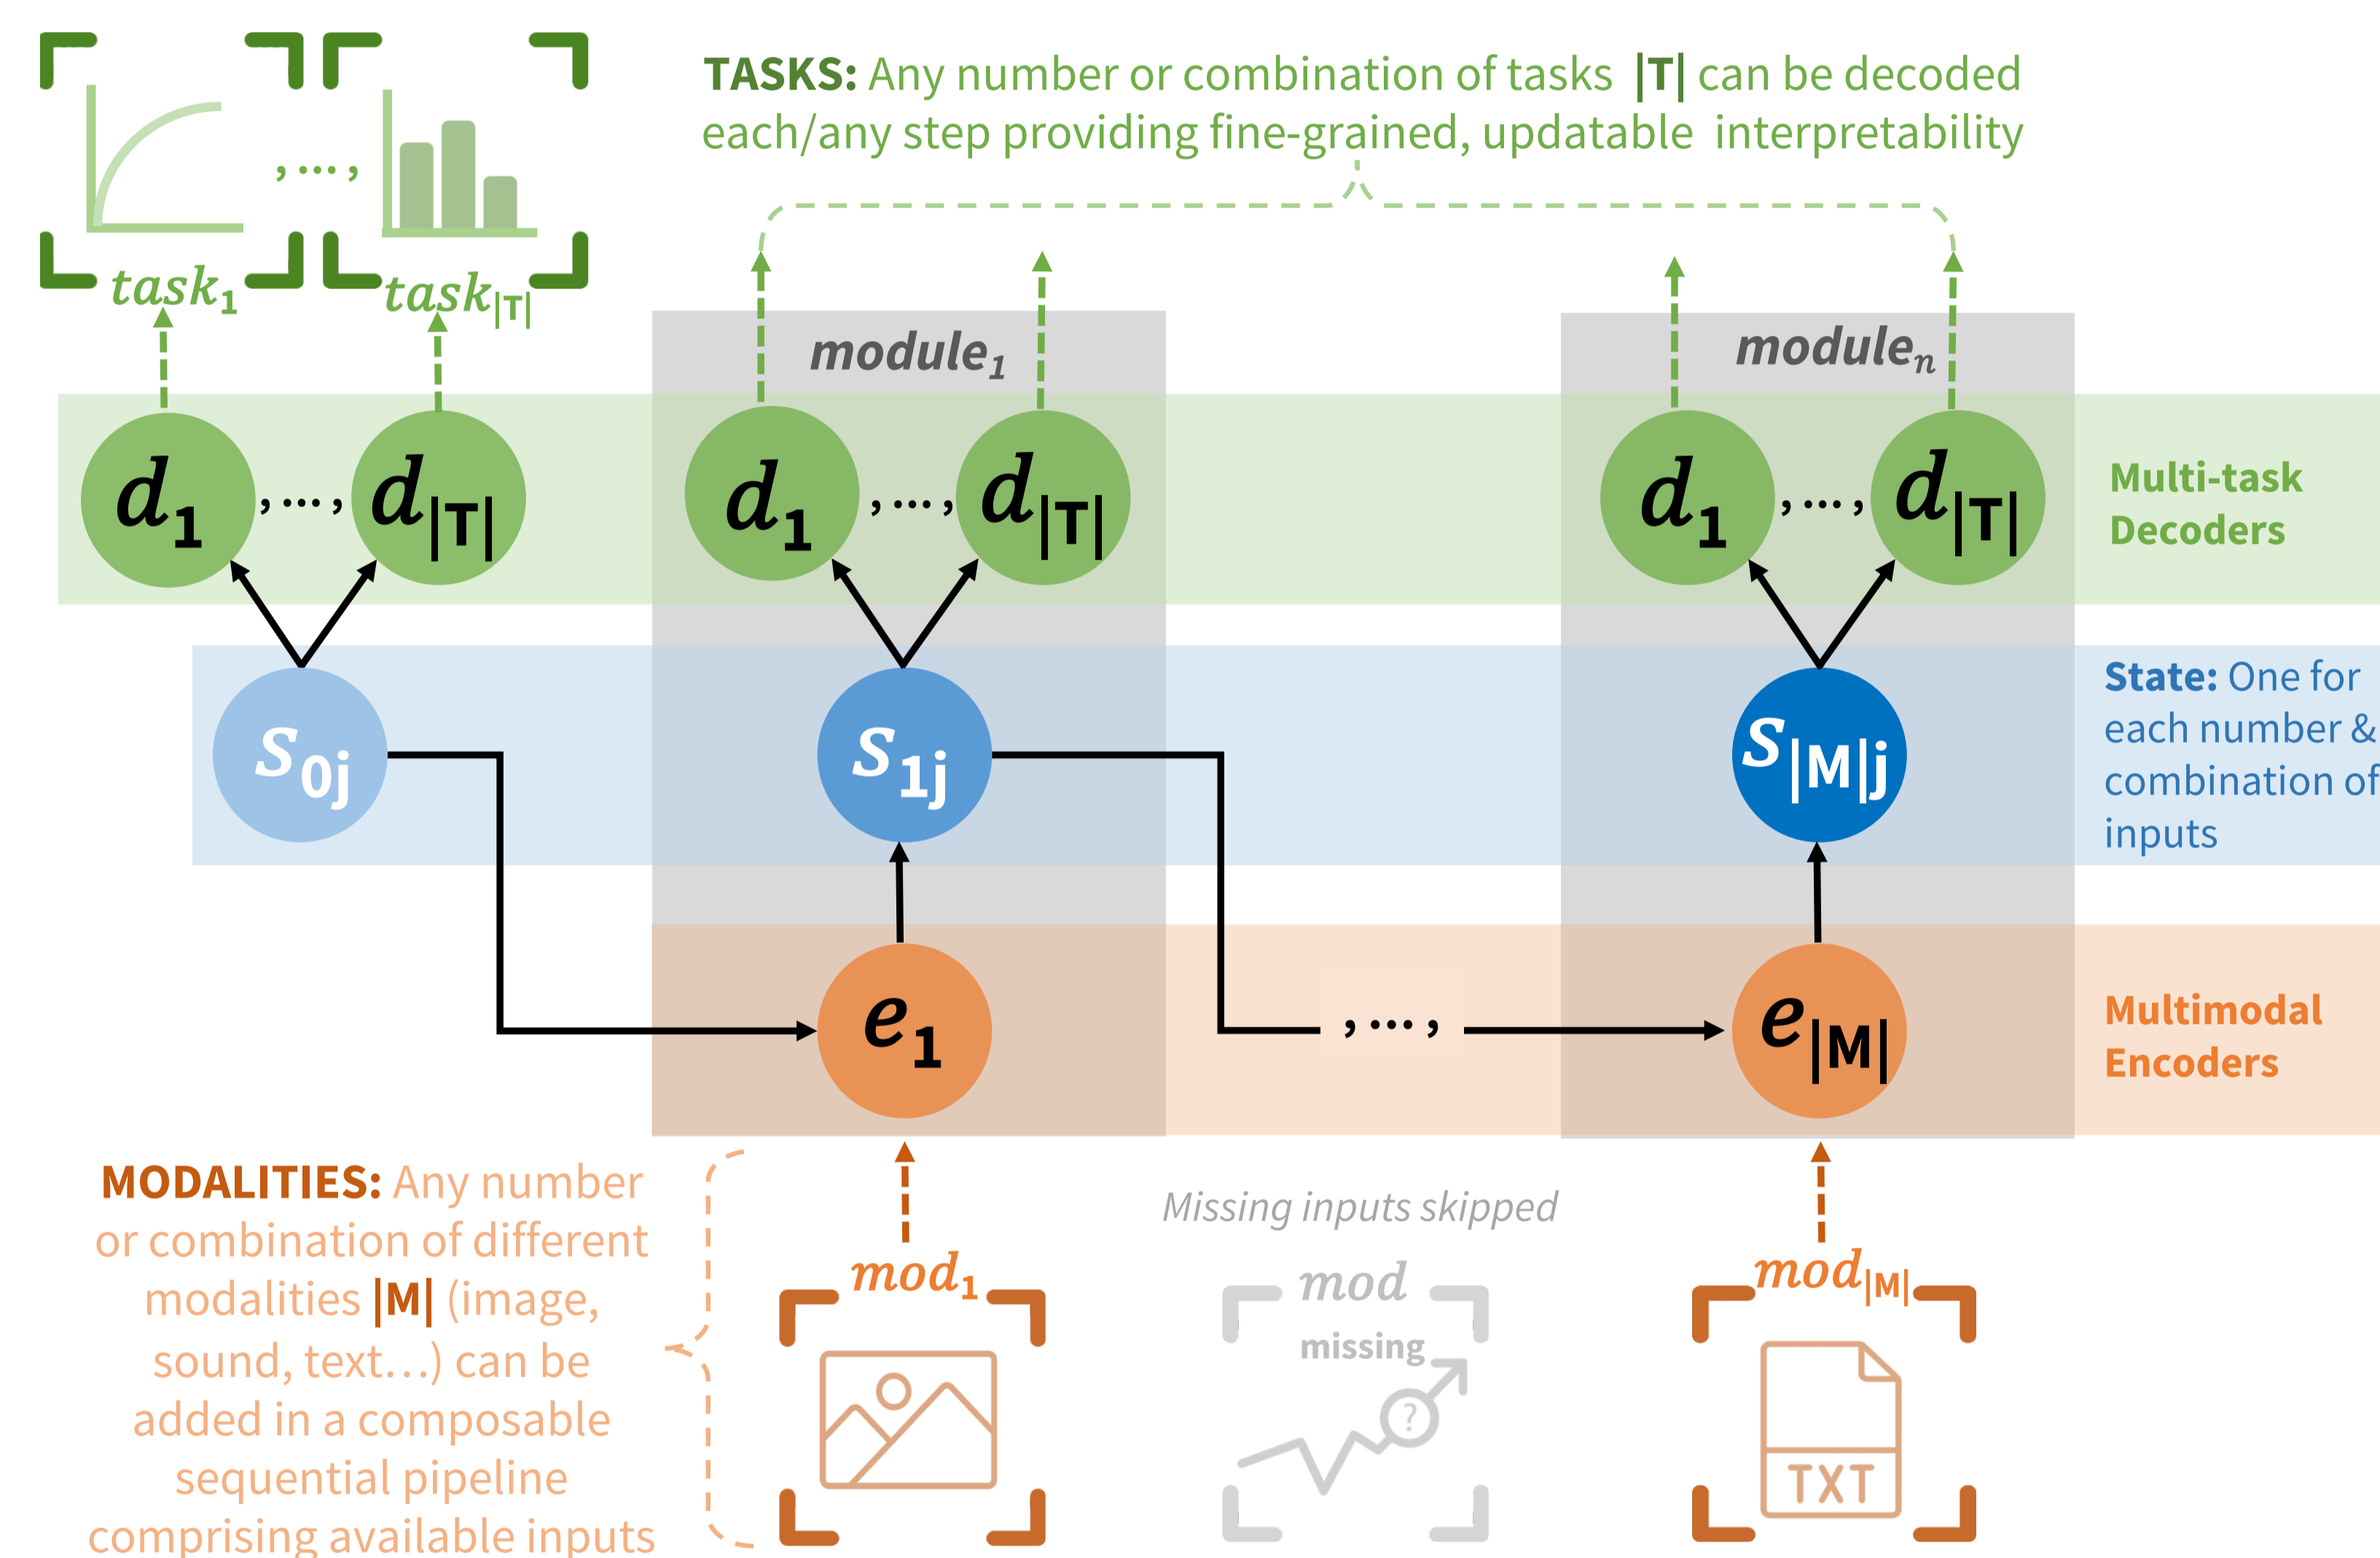 TASKS: Any number or combination of tasks |T| can be decoded
each/any step providing fine-grained, updatable interpretability
,····,
task1
task|T|
module1
modulen
d1 ,····, d|T|
d1 ,····, d|T|
d1 ,····, d|T|
Multi-task
Decoders
S0j
S1j
S|M|j
State: One for
each number &
combination of
inputs
e1
,····,
e|M|
Multimodal
Encoders
MODALITIES: Any number
or combination of different
modalities |M| (image,
sound, text...) can be
added in a composable
sequential pipeline
comprising available inputs
mod1
Missing inputs skipped
mod
missing
?
mod|M|
TXT